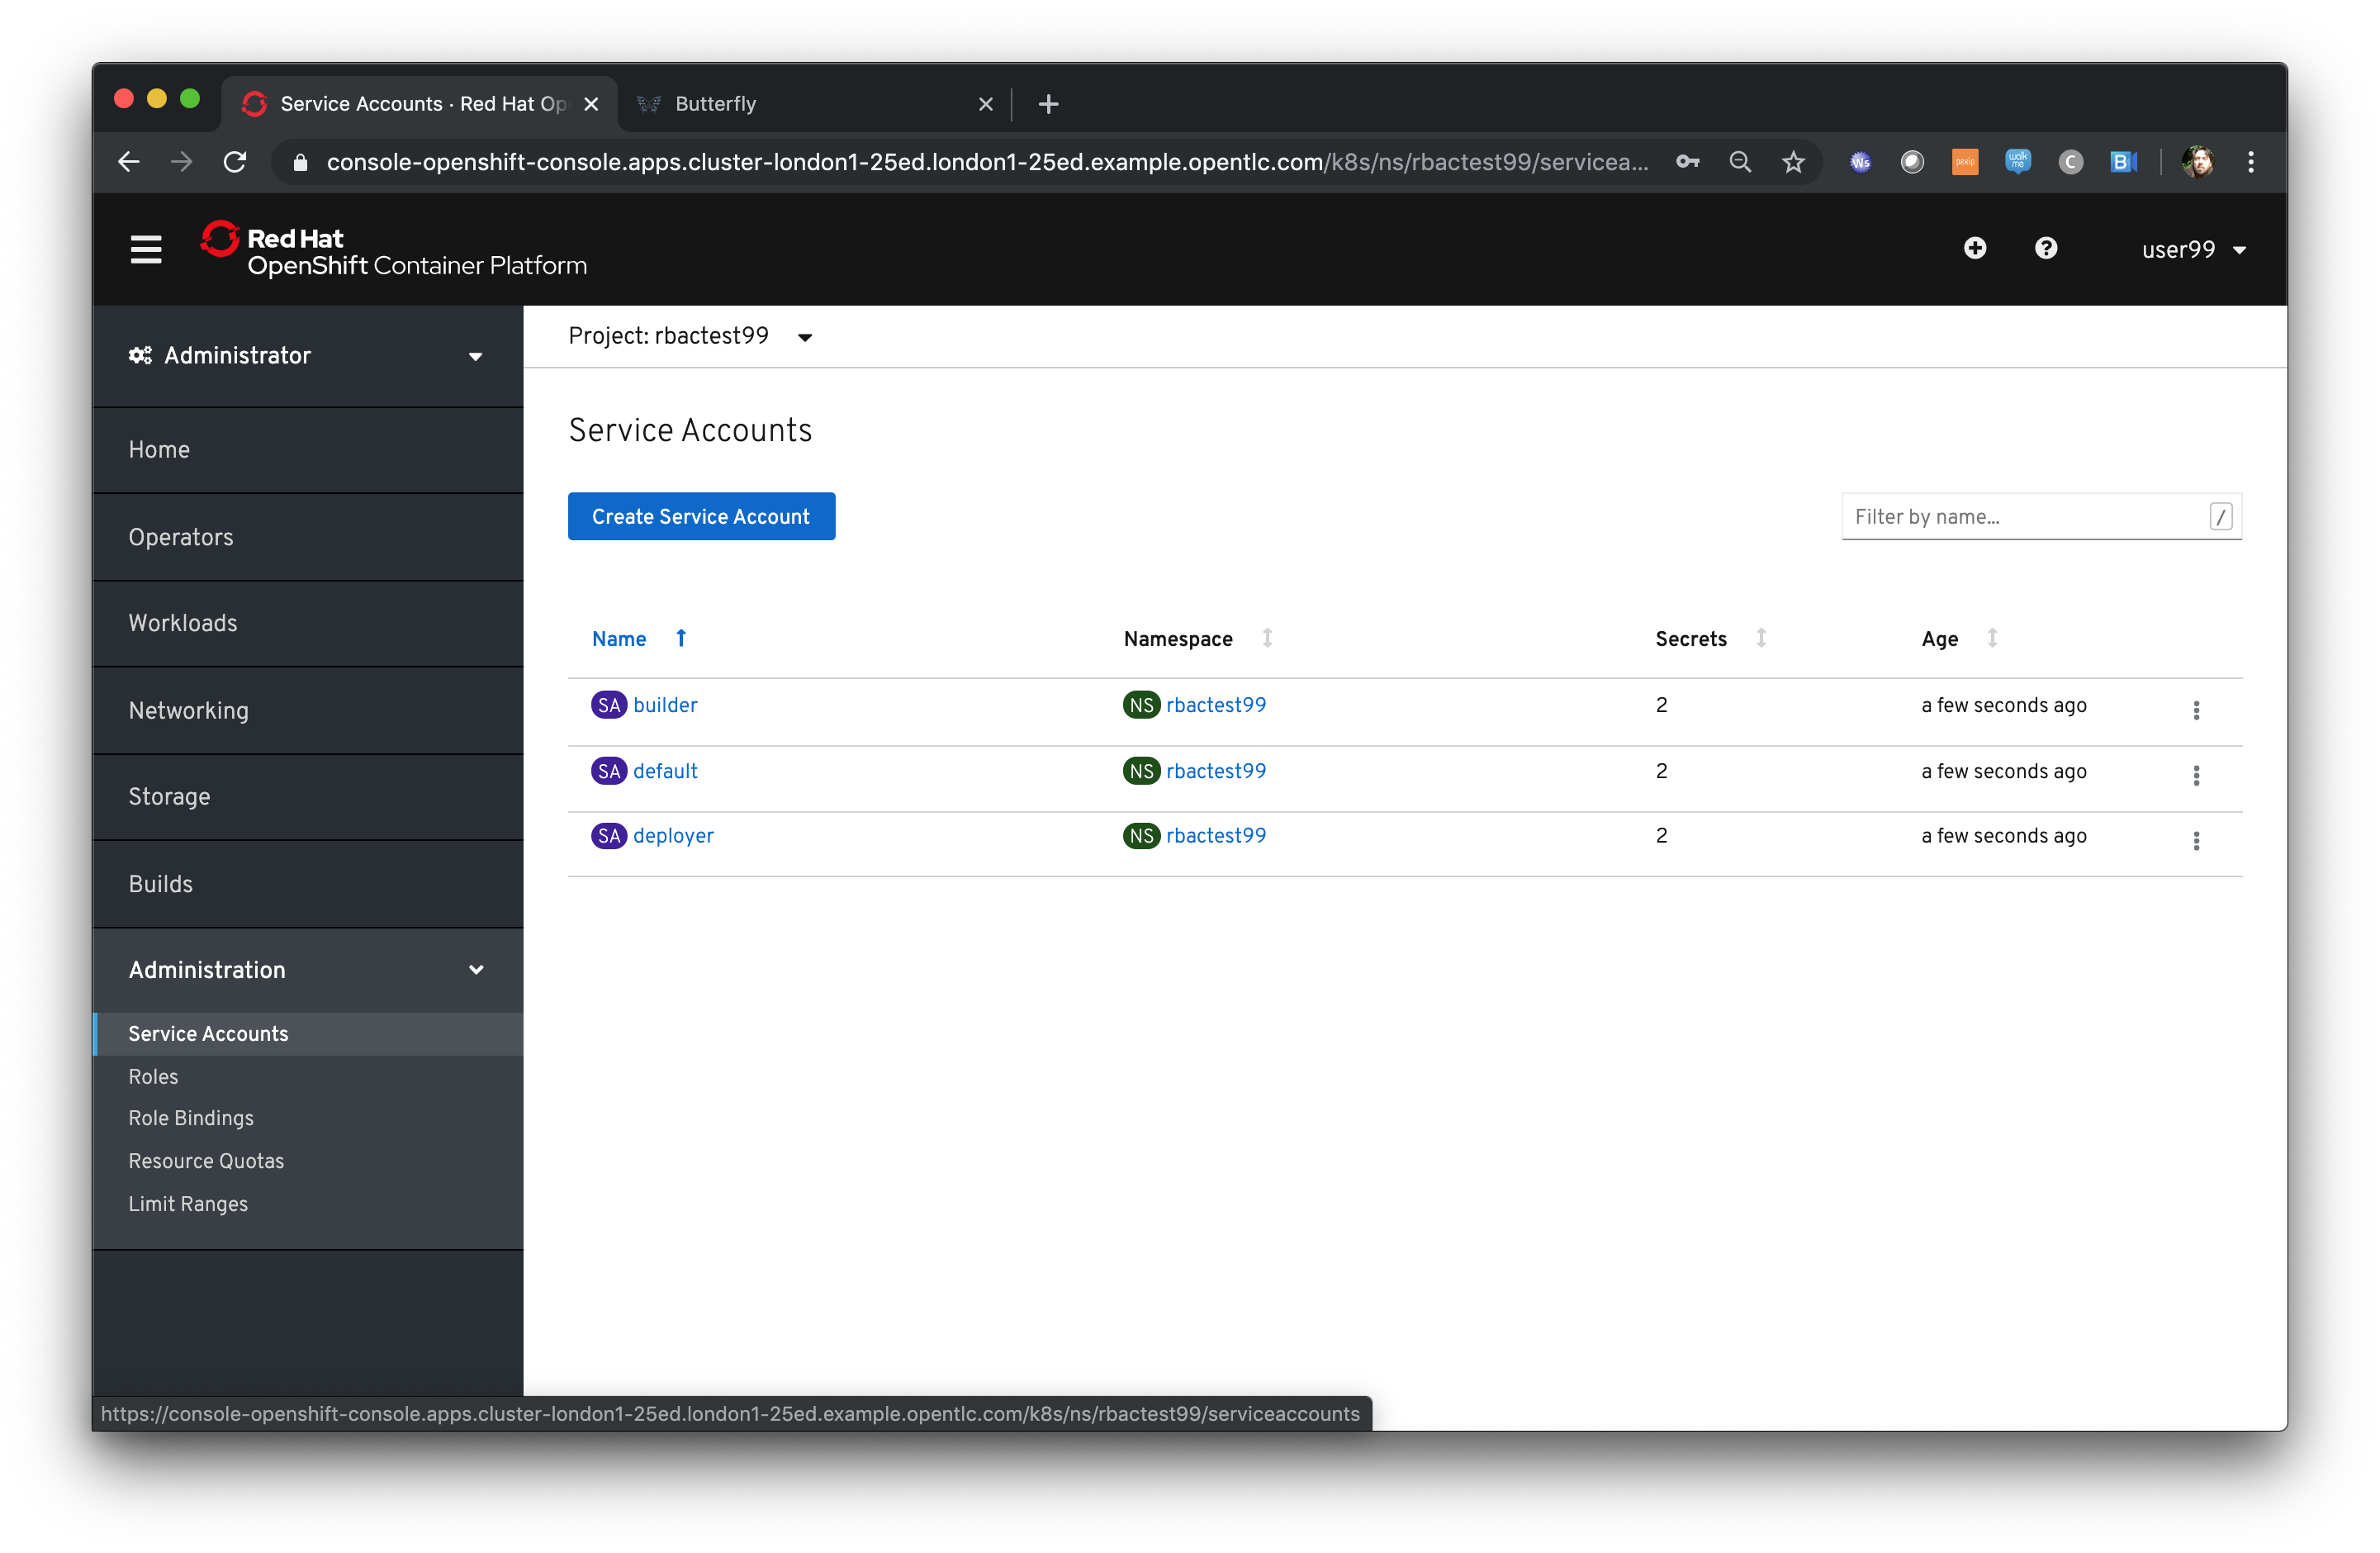 Service Accounts · Red Hat Op
Butterfly
console-openshift-console.apps.cluster-london1-25ed.london1-25ed.example.opentlc.com/k8s/ns/rbactest99/servicea...
Ws
pexip
walk me
C
B
Red Hat
OpenShift Container Platform
user99
Administrator
Project: rbactest99
Home
Operators
Workloads
Networking
Storage
Builds
Administration
Service Accounts
Roles
Role Bindings
Resource Quotas
Limit Ranges
Service Accounts
Create Service Account
Filter by name...
/
Name Namespace Secrets Age
SA builder NS rbactest99 2 a few seconds ago
SA default NS rbactest99 2 a few seconds ago
SA deployer NS rbactest99 2 a few seconds ago
https://console-openshift-console.apps.cluster-london1-25ed.london1-25ed.example.opentlc.com/k8s/ns/rbactest99/serviceaccounts